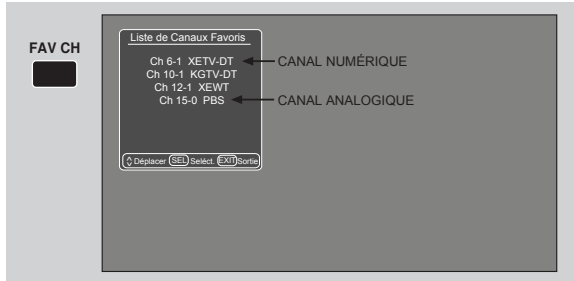 FAV CH
Liste de Canaux Favoris
Ch 6-1 XETV-DT
CANAL NUMÉRIQUE
Ch 10-1 KGTV-DT
Ch 12-1 XEWT
Ch 15-0 PBS
CANAL ANALOGIQUE
Déplacer SEL Seléct. EXIT Sortie